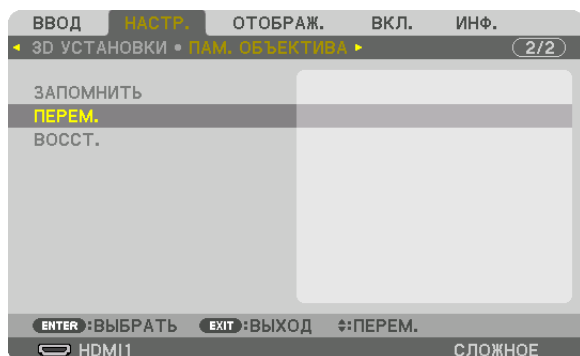 ВВОД НАСТР. ОТОБРАЖ. ВКЛ. ИНФ.
3D УСТАНОВКИ • ПАМ. ОБЪЕКТИВА 2/2
ЗАПОМНИТЬ
ПЕРЕМ.
ВОССТ.
ENTER :ВЫБРАТЬ EXIT :ВЫХОД :ПЕРЕМ.
HDMI1 СЛОЖНОЕ